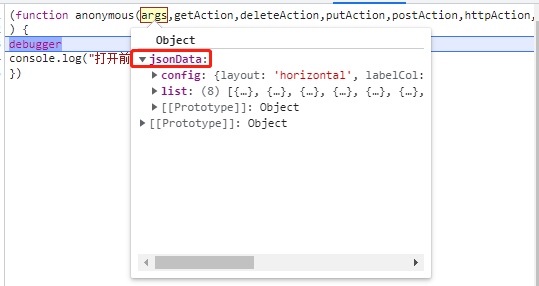 (function anonymous(args,getAction,deleteAction,putAction,postAction,httpAction,
) {
debugger
console.log("打开前
})
Object
▼jsonData:
▶config: {layout: 'horizontal', labelCol:
▶list: (8) [{…}, {…}, {…}, {…}, {…}, {…},
▶[[Prototype]]: Object
▶[[Prototype]]: Object